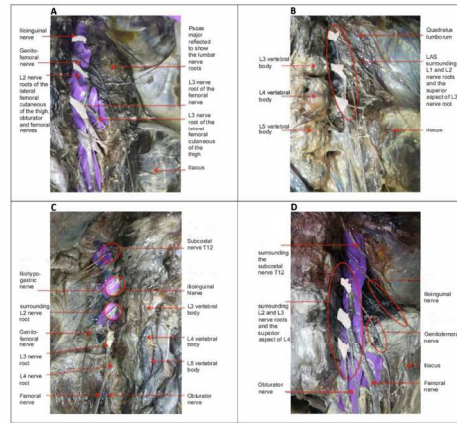 A
Ilioinguinal
nerve
Genito-
femoral
nerve
L2 nerve
roots of the
lateral
femoral
cutaneous
of the thigh,
obturator
and femoral
nerves
Psoas
major
reflected
to show
the lumbar
nerve
roots
L3 nerve
root of the
femoral
nerve
L3 nerve
root of the
lateral
femoral
cutaneous
of the
thigh
Iliacus
B
L3 vertebral
body
L4 vertebral
body
L5 vertebral
body
Quadratus
lumborum
LAS
surrounding
L1 and L2
nerve roots
and the
superior
aspect of L3
nerve root
Iliacus
C
Iliohypo-
gastric
nerve
surrounding
L2 nerve
root
Genito-
femoral
nerve
L3 nerve
root
L4 nerve
root
Femoral
nerve
Subcostal
nerve T12
Ilioinguinal
Nerve
L3 vertebral
body
L4 vertebral
body
L5 vertebral
body
Obturator
nerve
D
surrounding
the
subcostal
nerve T12
surrounding
L2 and L3
nerve roots
and the
superior
aspect of L4
Obturator
nerve
Ilioinguinal
nerve
Genitofemoral
nerve
Iliacus
Femoral
nerve